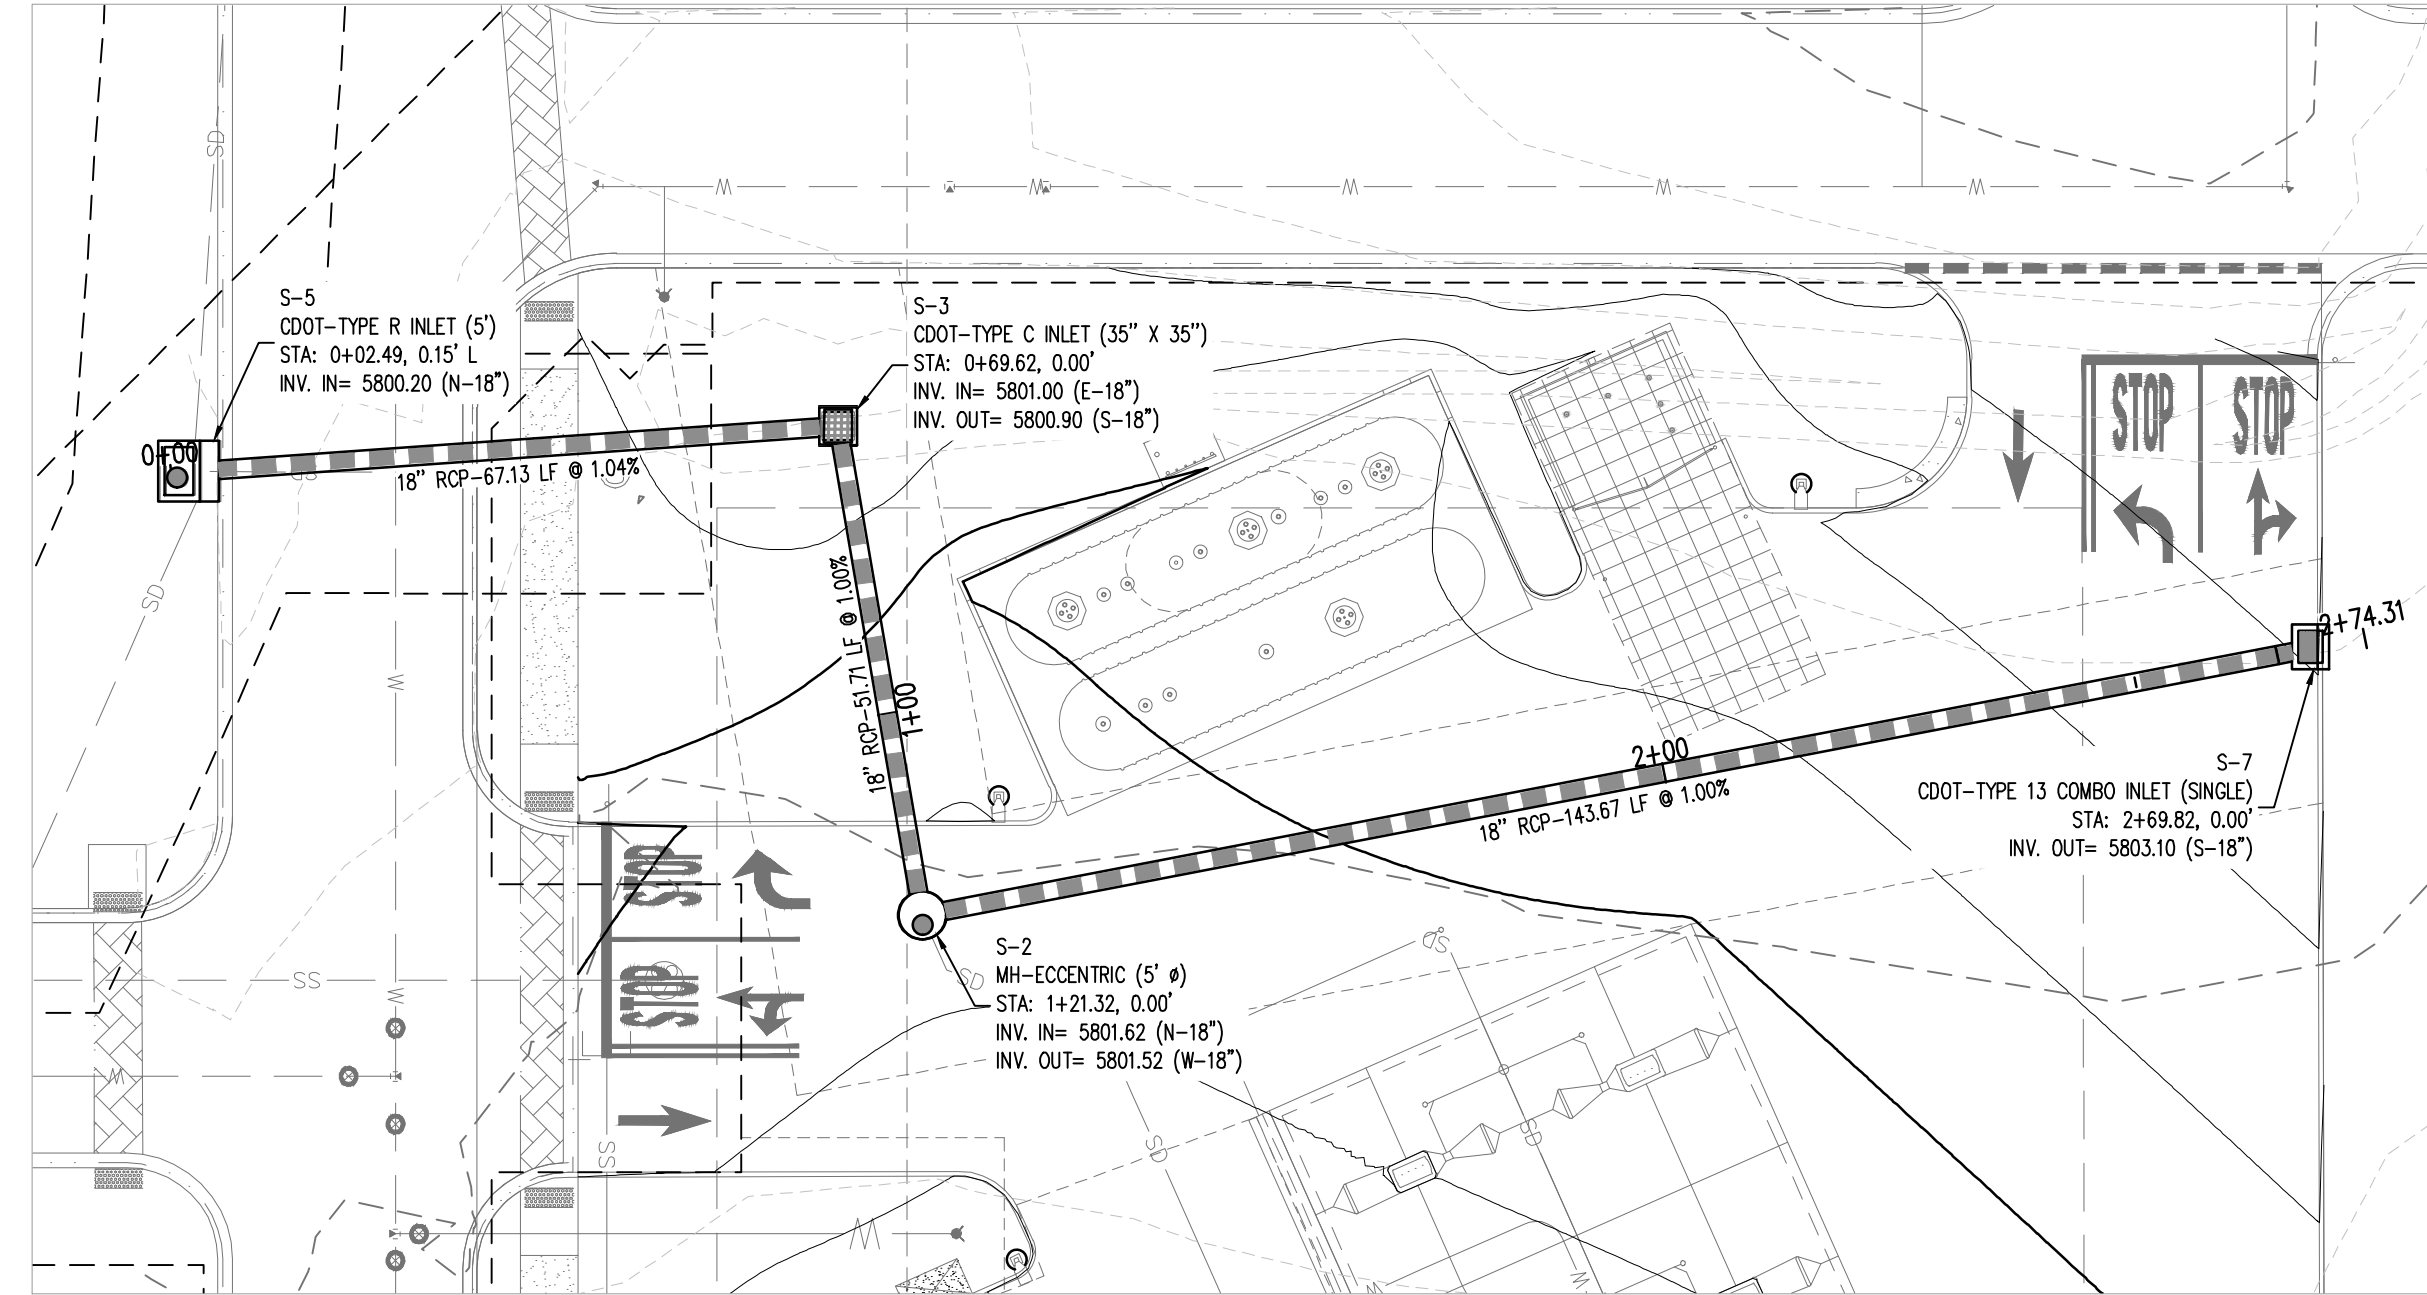 SD
W
W
W
W
W
S-5
CDOT-TYPE R INLET (5')
STA: 0+02.49, 0.15' L
INV. IN= 5800.20 (N-18")
S-3
CDOT-TYPE C INLET (35" X 35")
STA: 0+69.62, 0.00'
INV. IN= 5801.00 (E-18")
INV. OUT= 5800.90 (S-18")
STOP
STOP
0+00
18" RCP-67.13 LF @ 1.04%
SD
SD
18" RCP-51.71 LF @ 1.00%
1+00
W
2+74.31
2+00
18" RCP-143.67 LF @ 1.00%
S-7
CDOT-TYPE 13 COMBO INLET (SINGLE)
STA: 2+69.82, 0.00'
INV. OUT= 5803.10 (S-18")
STOP
STOP
S-2
MH-ECCENTRIC (5' ø)
STA: 1+21.32, 0.00'
INV. IN= 5801.62 (N-18")
INV. OUT= 5801.52 (W-18")
SD
SD
SS
W
W
SS
SD
SD
W
W